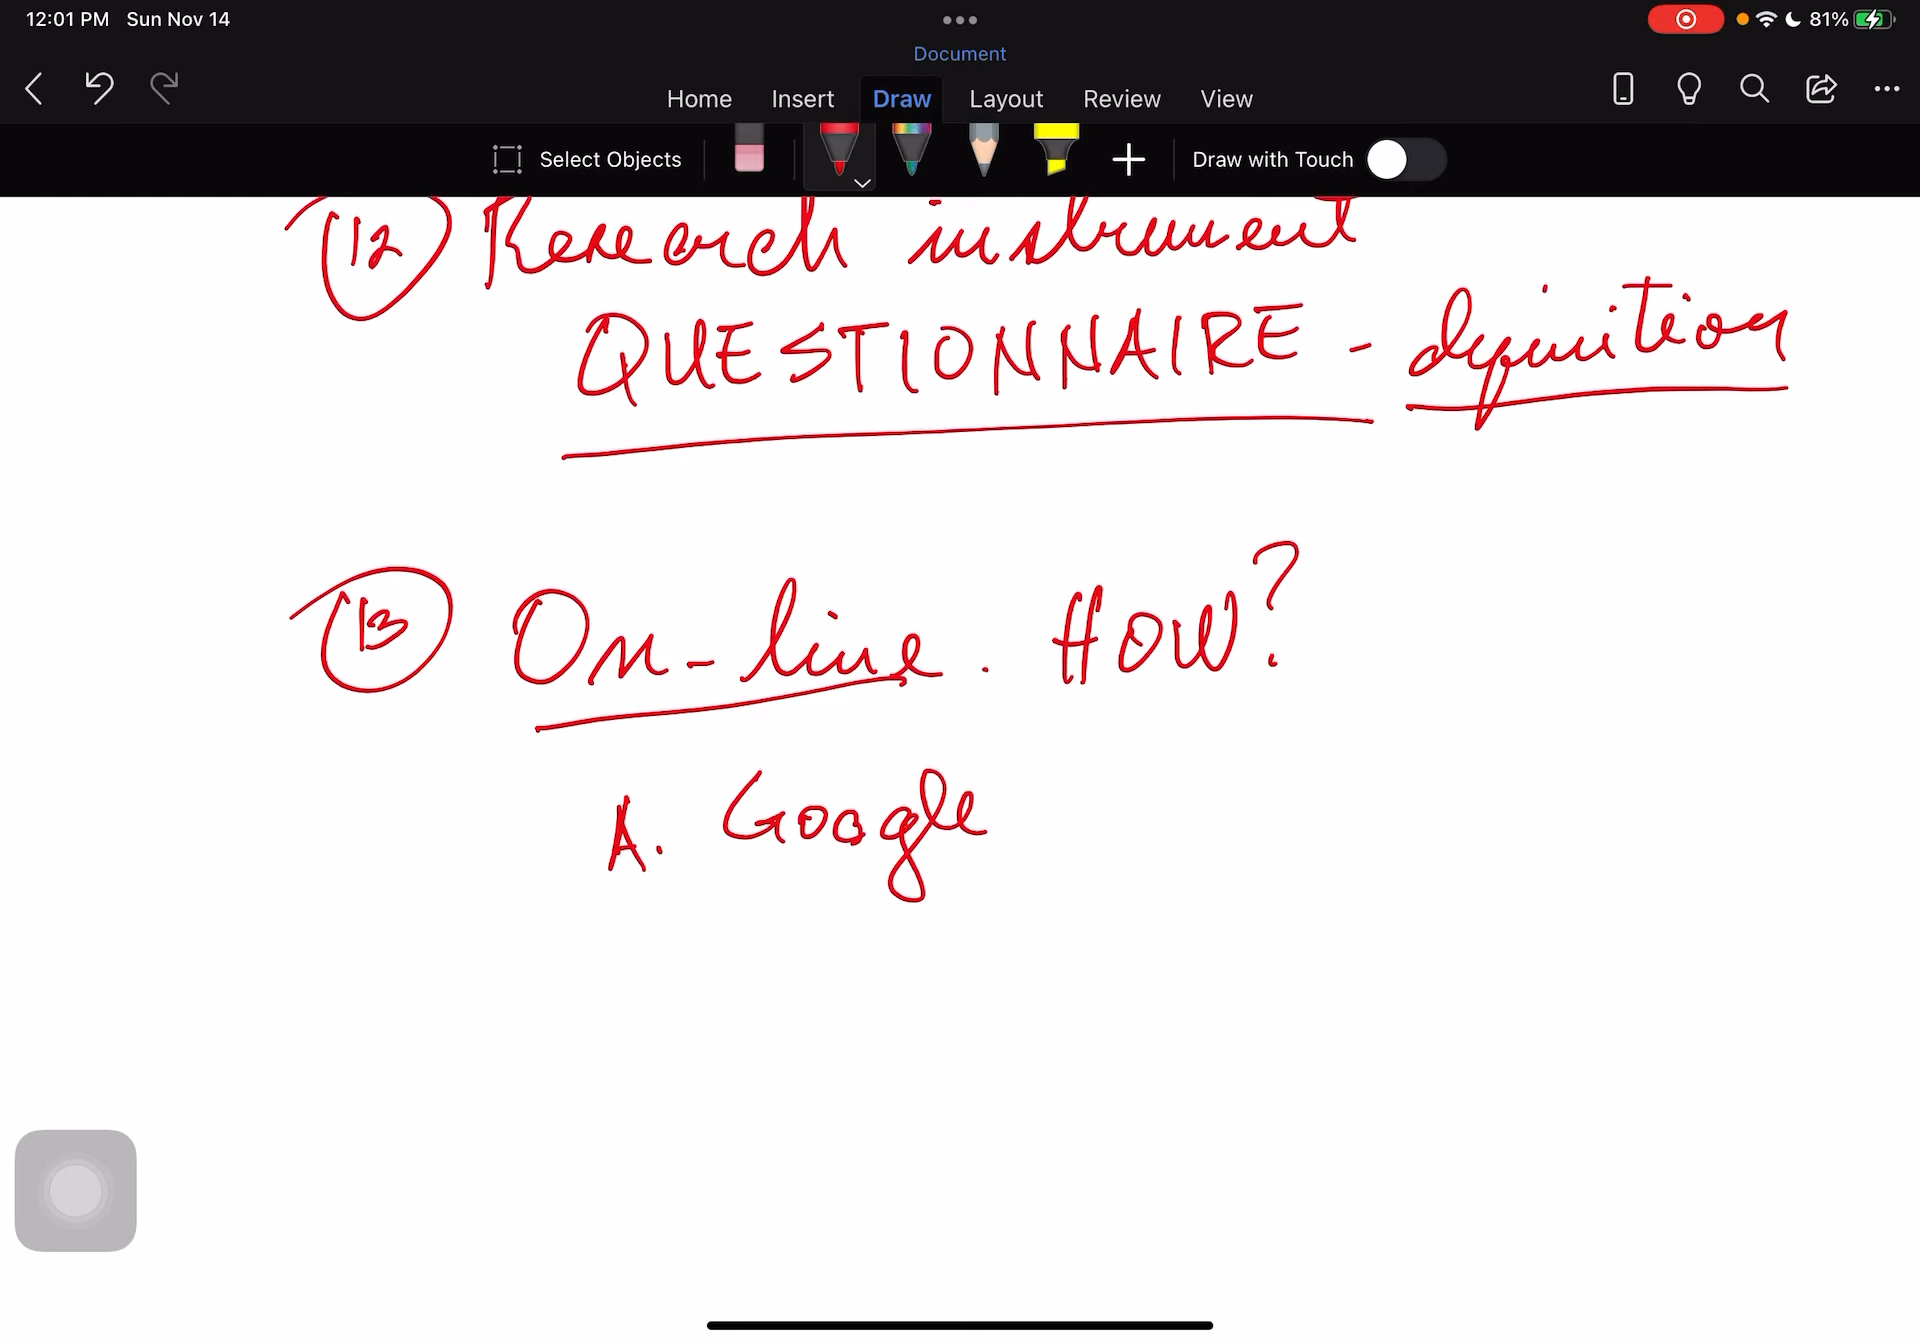 12:01 PM Sun Nov 14
81%
Document
Home Insert Draw Layout Review View
Select Objects
Draw with Touch
12 Research instrument
QUESTIONNAIRE - definition
13 On-line. HOW?
A. Google